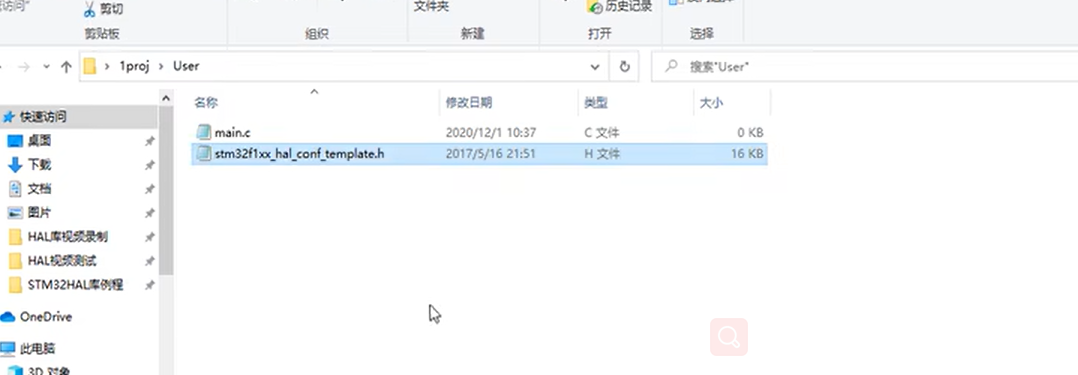 剪切
文件夹
历史记录
剪贴板
组织
新建
打开
选择
1proj
User
搜索"User"
名称
修改日期
类型
大小
快速访问
main.c
2020/12/1 10:37
C 文件
0 KB
桌面
stm32f1xx_hal_conf_template.h
2017/5/16 21:51
H 文件
16 KB
下载
文档
图片
HAL库视频录制
HAL视频测试
STM32HAL库例程
OneDrive
此电脑
3D 对象